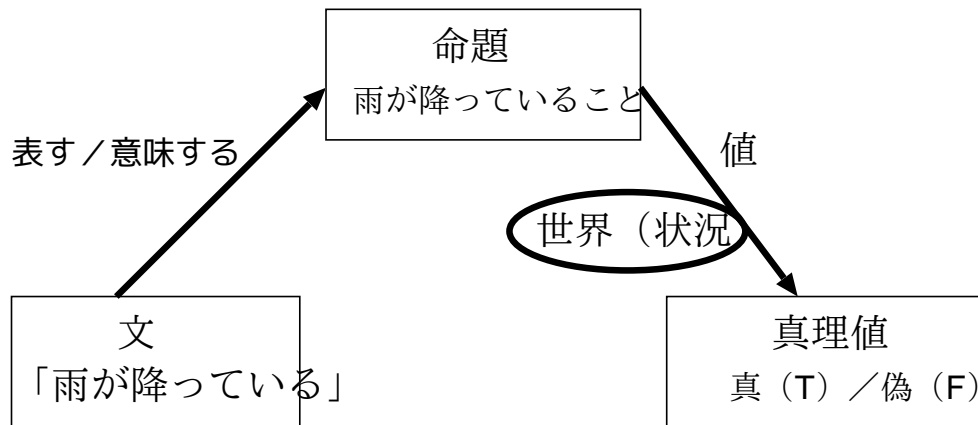 命題
雨が降っていること
表す／意味する
値
世界（状況
文
「雨が降っている」
真理値
真（T）／偽（F）